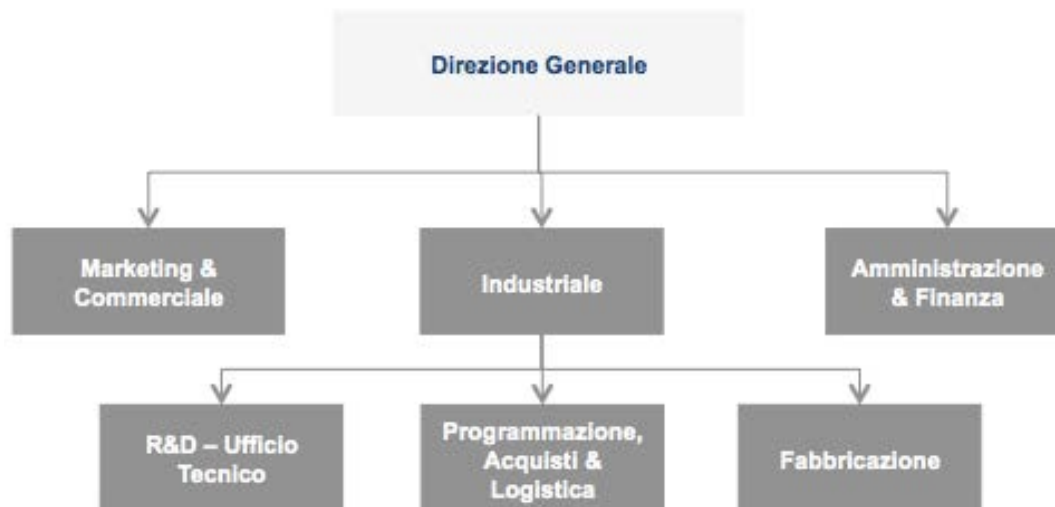 Direzione Generale
Marketing &
Commerciale
Industriale
Amministrazione
& Finanza
R&D – Ufficio
Tecnico
Programmazione,
Acquisti &
Logistica
Fabbricazione